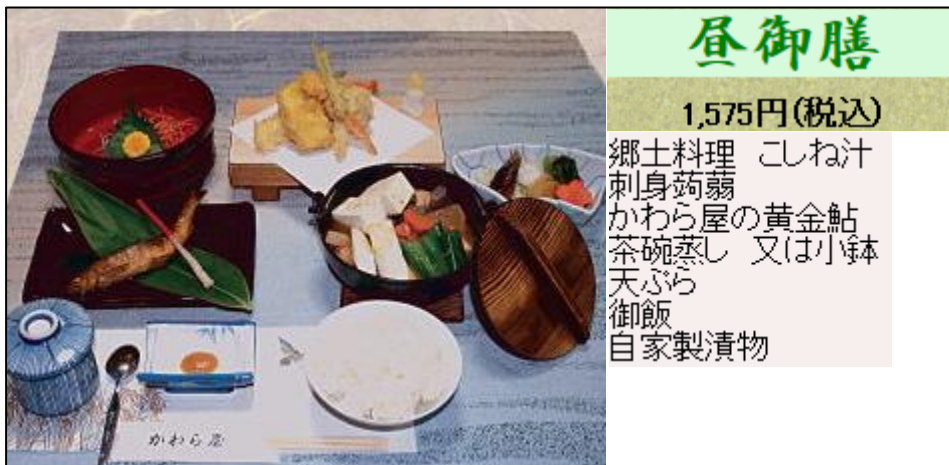 昼御膳
1,575円(税込)
郷土料理　こしね汁
刺身蒟蒻
かわら屋の黄金鮎
茶碗蒸し　又は小鉢
天ぷら
御飯
自家製漬物
かわら屋